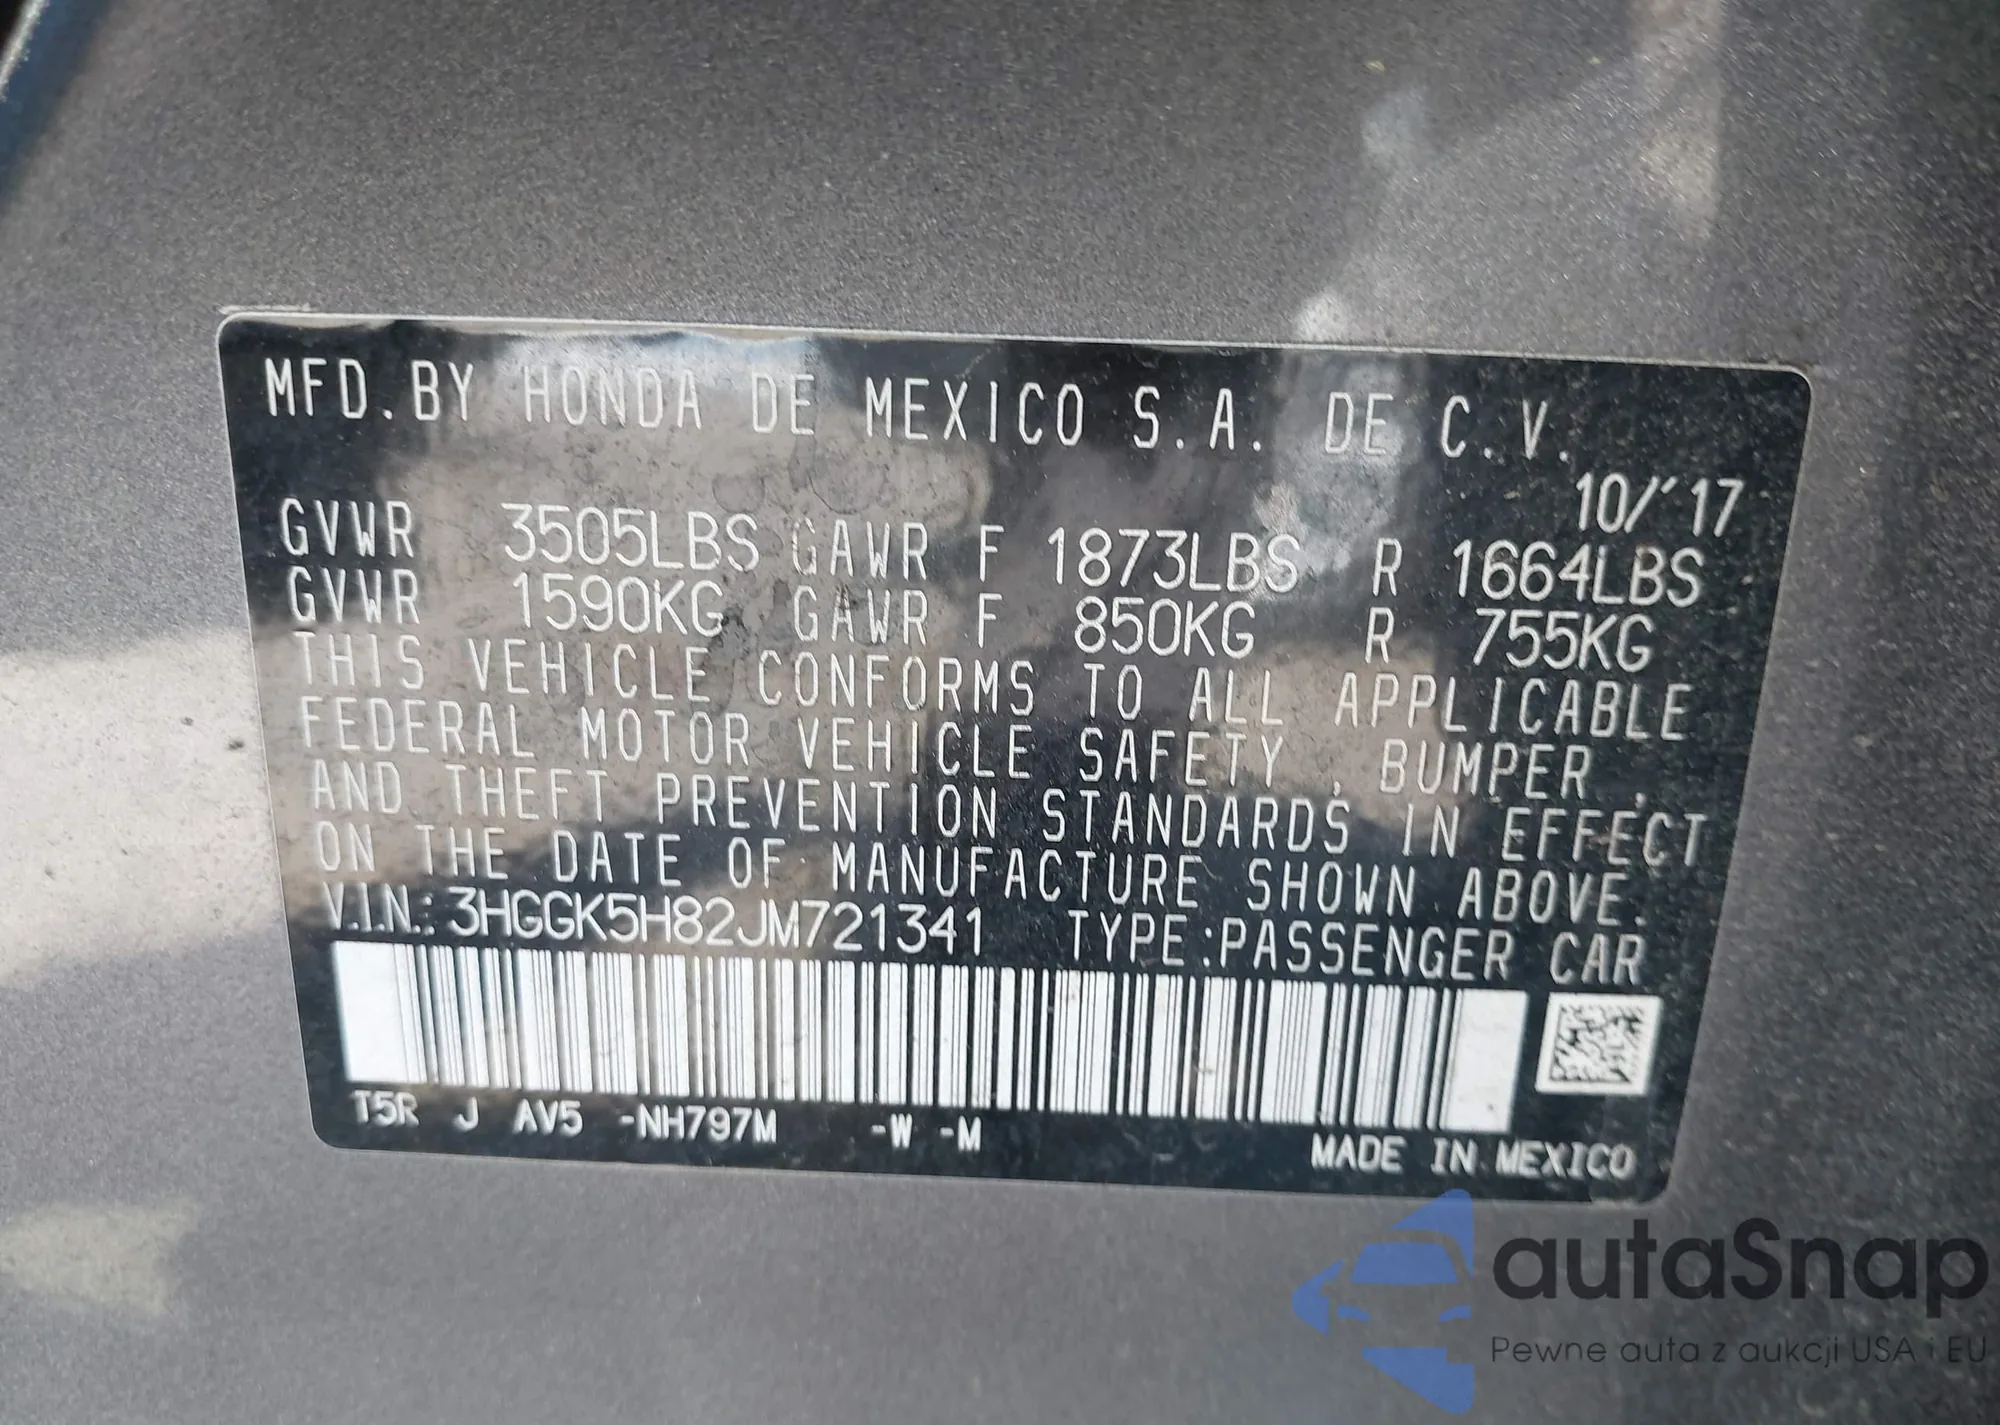 MFD. BY HONDA DE MEXICO S.A. DE C.V.
10/'17
GVWR 3505LBS GAWR F 1873LBS R 1664LBS
GVWR 1590KG GAWR F 850KG R 755KG
THIS VEHICLE CONFORMS TO ALL APPLICABLE
FEDERAL MOTOR VEHICLE SAFETY, BUMPER,
AND THEFT PREVENTION STANDARDS IN EFFECT
ON THE DATE OF MANUFACTURE SHOWN ABOVE.
V.I.N.: 3HGGK5H82JM721341 TYPE:PASSENGER CAR
T5R J AV5 -NH797M -W -M
MADE IN MEXICO
autaSnap
Pewne auta z aukcji USA i EU